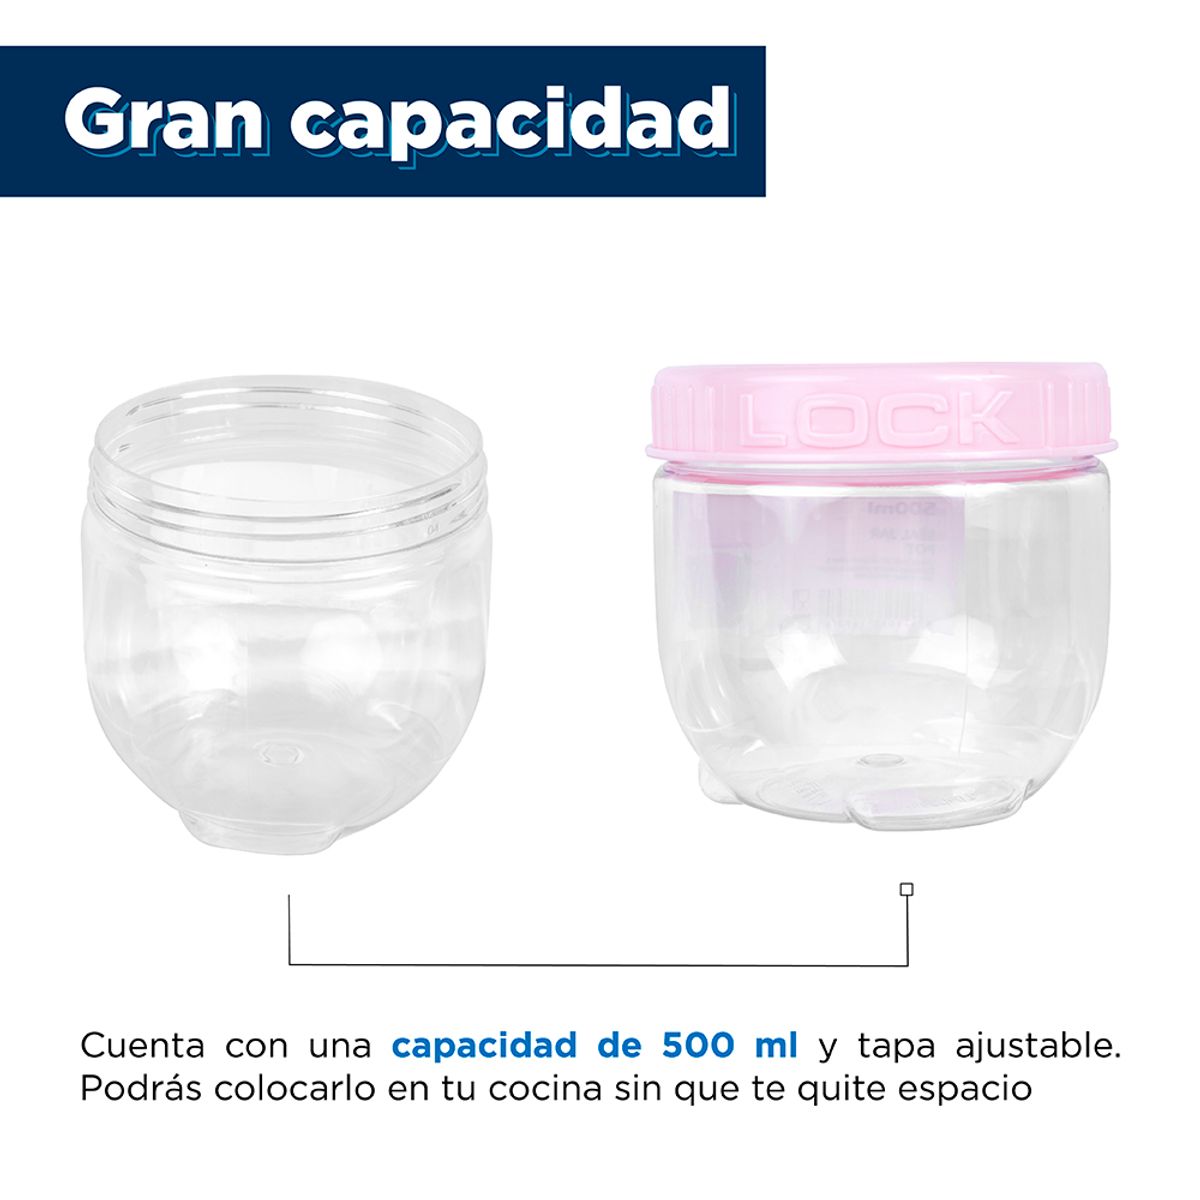 Gran capacidad
LOCK
500ml
Cuenta con una capacidad de 500 ml y tapa ajustable.
Podrás colocarlo en tu cocina sin que te quite espacio